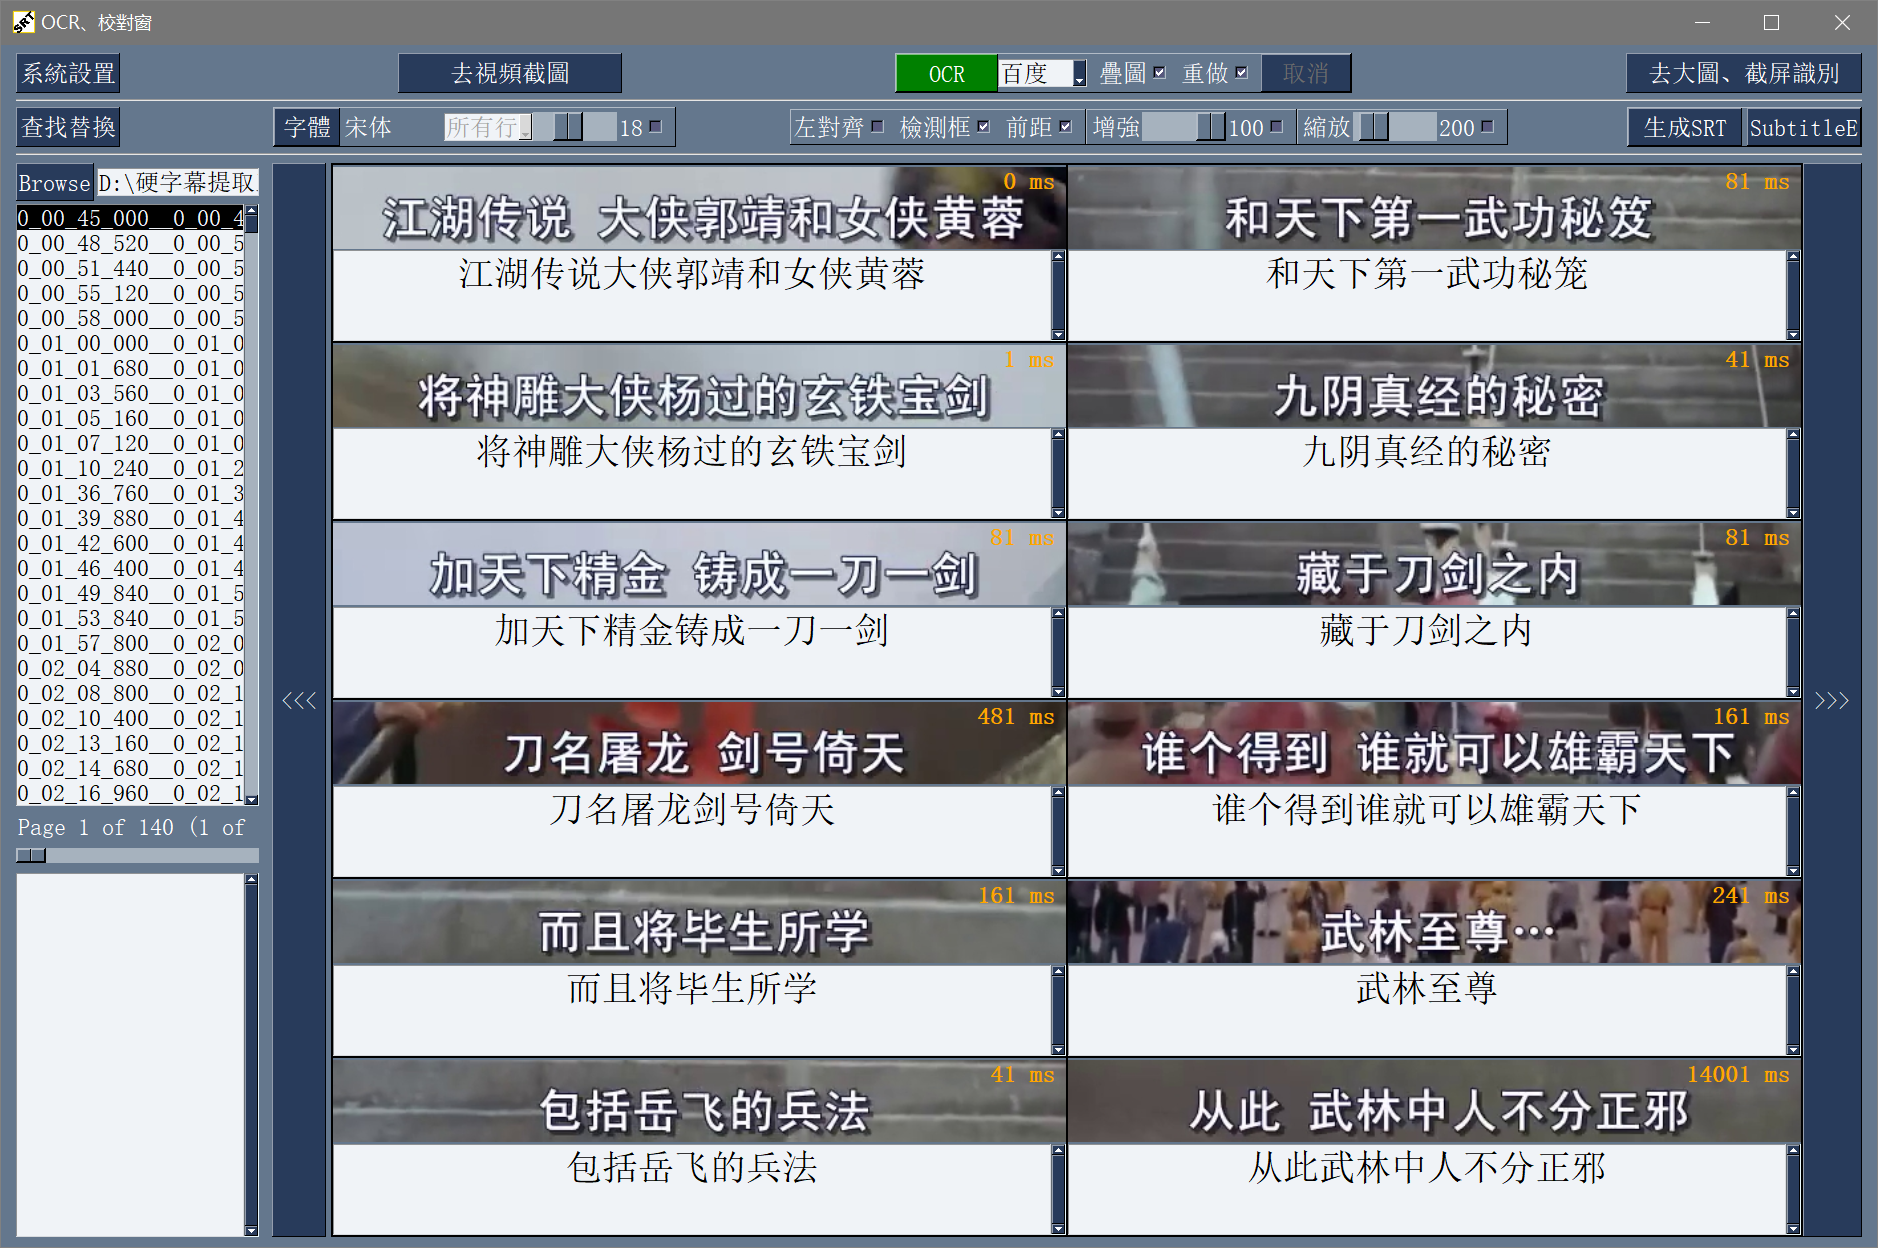 OCR、校對窗
系統設置
去視頻截圖
OCR 百度 疊圖 重做 取消
去大圖、截屏識別
查找替換
字體 宋体 所有行 18
左對齊 檢測框 前距 增強 100 縮放 200
生成SRT SubtitleE
Browse D:\硬字幕提取
0_00_45_000__0_00_4
0_00_48_520__0_00_5
0_00_51_440__0_00_5
0_00_55_120__0_00_5
0_00_58_000__0_00_5
0_01_00_000__0_01_0
0_01_01_680__0_01_0
0_01_03_560__0_01_0
0_01_05_160__0_01_0
0_01_07_120__0_01_0
0_01_10_240__0_01_2
0_01_36_760__0_01_3
0_01_39_880__0_01_4
0_01_42_600__0_01_4
0_01_46_400__0_01_4
0_01_49_840__0_01_5
0_01_53_840__0_01_5
0_01_57_800__0_02_0
0_02_04_880__0_02_0
0_02_08_800__0_02_1
0_02_10_400__0_02_1
0_02_13_160__0_02_1
0_02_14_680__0_02_1
0_02_16_960__0_02_1
Page 1 of 140 (1 of
<<<
0 ms
江湖传说 大侠郭靖和女侠黄蓉
江湖传说大侠郭靖和女侠黄蓉
1 ms
将神雕大侠杨过的玄铁宝剑
将神雕大侠杨过的玄铁宝剑
81 ms
加天下精金 铸成一刀一剑
加天下精金铸成一刀一剑
481 ms
刀名屠龙 剑号倚天
刀名屠龙剑号倚天
161 ms
而且将毕生所学
而且将毕生所学
41 ms
包括岳飞的兵法
包括岳飞的兵法
81 ms
和天下第一武功秘笈
和天下第一武功秘笼
41 ms
九阴真经的秘密
九阴真经的秘密
81 ms
藏于刀剑之内
藏于刀剑之内
161 ms
谁个得到 谁就可以雄霸天下
谁个得到谁就可以雄霸天下
241 ms
武林至尊…
武林至尊
14001 ms
从此 武林中人不分正邪
从此武林中人不分正邪
>>>